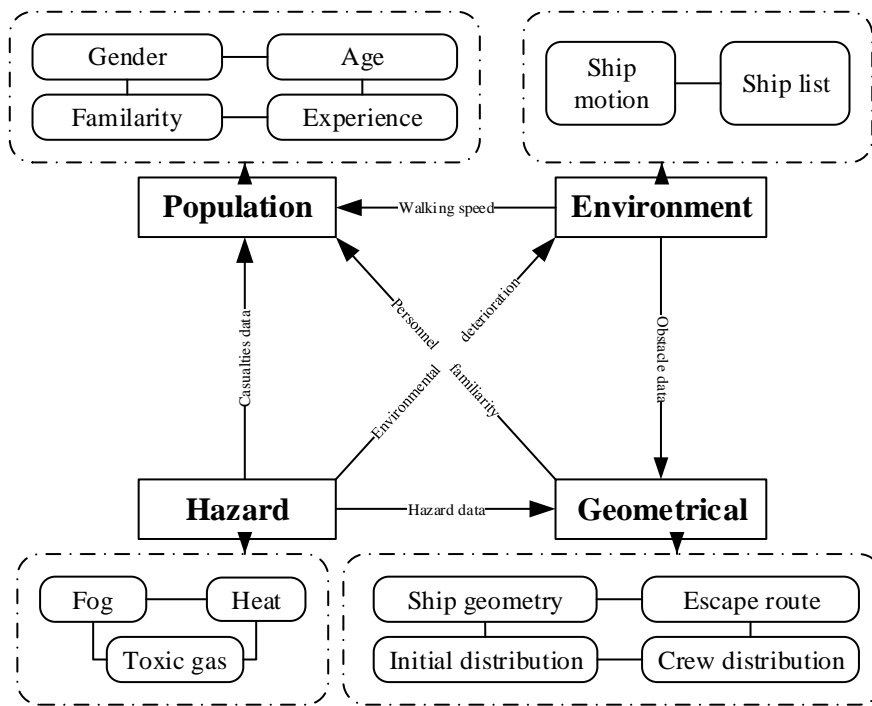 Gender
Age
Familarity
Experience
Ship
motion
Ship list
Population
Walking speed
Environment
Casualties data
Personnel
familiarity
Environmental
deterioration
Obstacle data
Hazard
Hazard data
Geometrical
Fog
Heat
Toxic gas
Ship geometry
Escape route
Initial distribution
Crew distribution